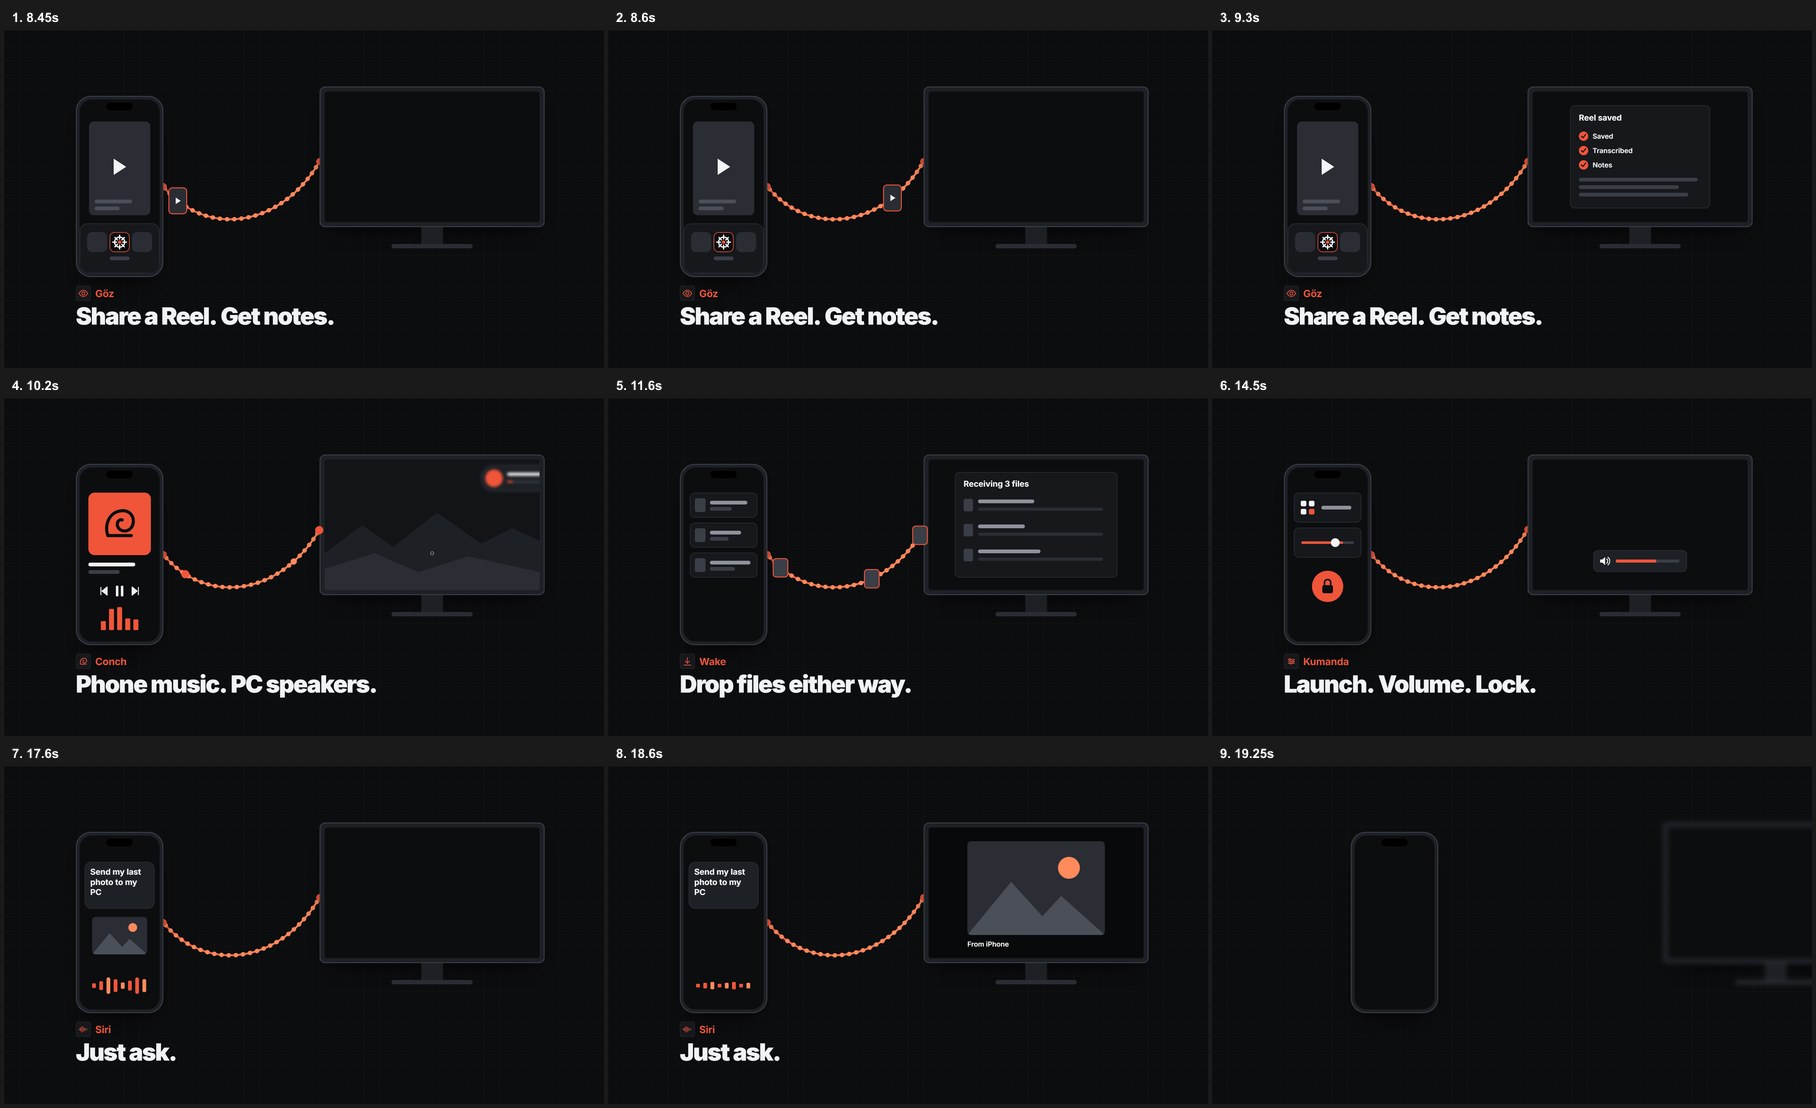 1. 8.45s
Göz
Share a Reel. Get notes.
2. 8.6s
Göz
Share a Reel. Get notes.
3. 9.3s
Reel saved
Saved
Transcribed
Notes
Göz
Share a Reel. Get notes.
4. 10.2s
Conch
Phone music. PC speakers.
5. 11.6s
Receiving 3 files
Wake
Drop files either way.
6. 14.5s
Kumanda
Launch. Volume. Lock.
7. 17.6s
Send my last
photo to my
PC
Siri
Just ask.
8. 18.6s
Send my last
photo to my
PC
From iPhone
Siri
Just ask.
9. 19.25s